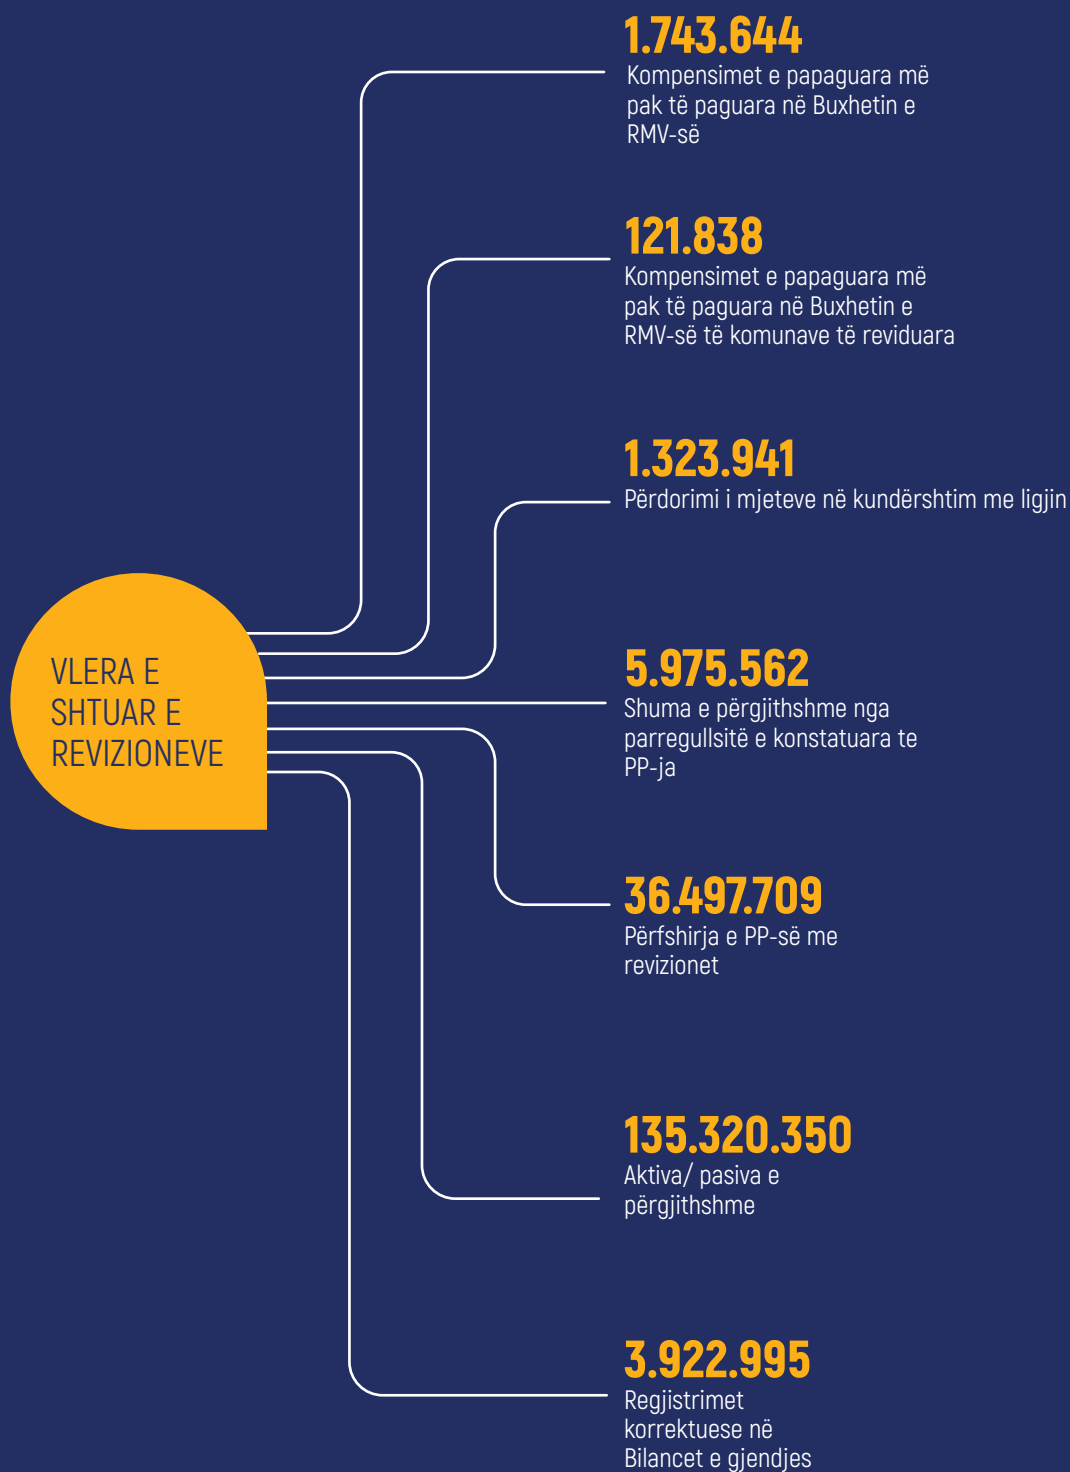 1.743.644
Kompensimet e papaguara më
pak të paguara në Buxhetin e
RMV-së
121.838
Kompensimet e papaguara më
pak të paguara në Buxhetin e
RMV-së të komunave të reviduara
1.323.941
Përdorimi i mjeteve në kundërshtim me ligjin
VLERA E
SHTUAR E
REVIZIONEVE
5.975.562
Shuma e përgjithshme nga
parregullsitë e konstatuara te
PP-ja
36.497.709
Përfshirja e PP-së me
revizionet
135.320.350
Aktiva/ pasiva e
përgjithshme
3.922.995
Regjistrimet
korrektuese në
Bilancet e gjendjes